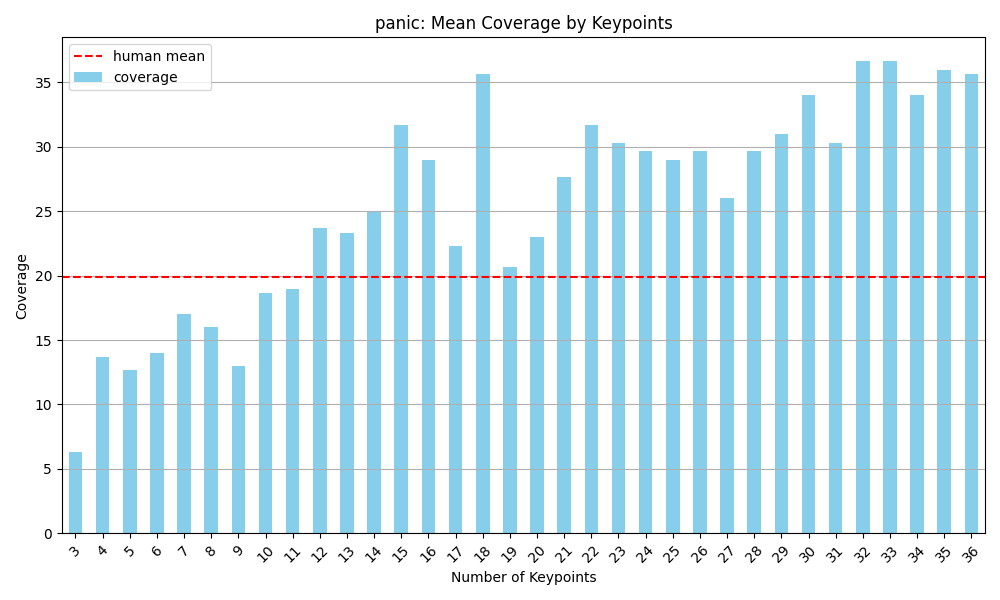 panic: Mean Coverage by Keypoints
human mean
coverage
Coverage
35
30
25
20
15
10
5
0
3 4 5 6 7 8 9 10 11 12 13 14 15 16 17 18 19 20 21 22 23 24 25 26 27 28 29 30 31 32 33 34 35 36
Number of Keypoints